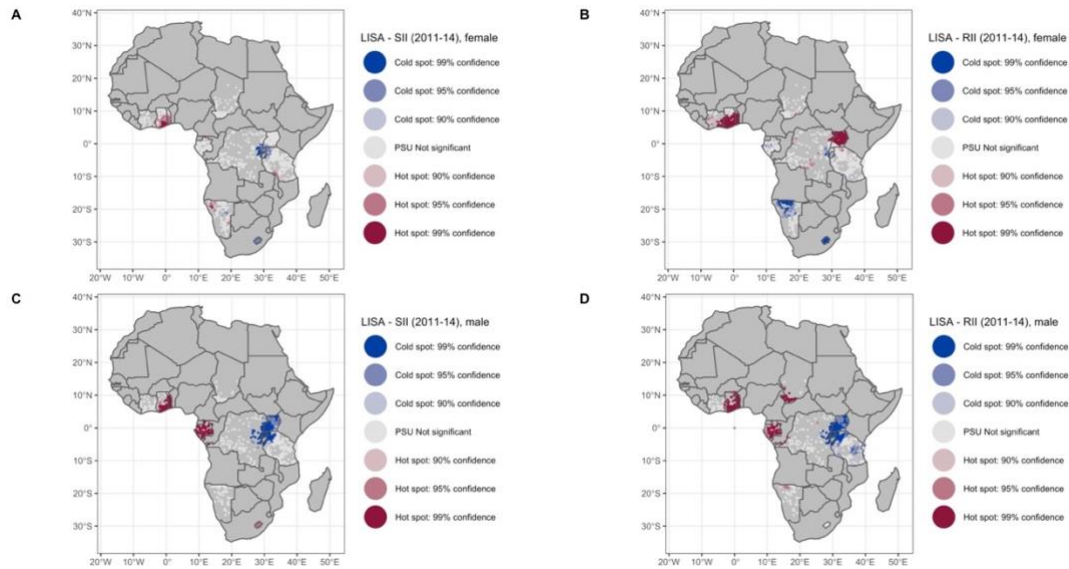 A
LISA - SII (2011-14), female
Cold spot: 99% confidence
Cold spot: 95% confidence
Cold spot: 90% confidence
PSU Not significant
Hot spot: 90% confidence
Hot spot: 95% confidence
Hot spot: 99% confidence
40°N
30°N
20°N
10°N
0°
10°S
20°S
30°S
20°W 10°W 0° 10°E 20°E 30°E 40°E 50°E
B
LISA - RII (2011-14), female
Cold spot: 99% confidence
Cold spot: 95% confidence
Cold spot: 90% confidence
PSU Not significant
Hot spot: 90% confidence
Hot spot: 95% confidence
Hot spot: 99% confidence
40°N
30°N
20°N
10°N
0°
10°S
20°S
30°S
20°W 10°W 0° 10°E 20°E 30°E 40°E 50°E
C
LISA - SII (2011-14), male
Cold spot: 99% confidence
Cold spot: 95% confidence
Cold spot: 90% confidence
PSU Not significant
Hot spot: 90% confidence
Hot spot: 95% confidence
Hot spot: 99% confidence
40°N
30°N
20°N
10°N
0°
10°S
20°S
30°S
20°W 10°W 0° 10°E 20°E 30°E 40°E 50°E
D
LISA - RII (2011-14), male
Cold spot: 99% confidence
Cold spot: 95% confidence
Cold spot: 90% confidence
PSU Not significant
Hot spot: 90% confidence
Hot spot: 95% confidence
Hot spot: 99% confidence
40°N
30°N
20°N
10°N
0°
10°S
20°S
30°S
20°W 10°W 0° 10°E 20°E 30°E 40°E 50°E